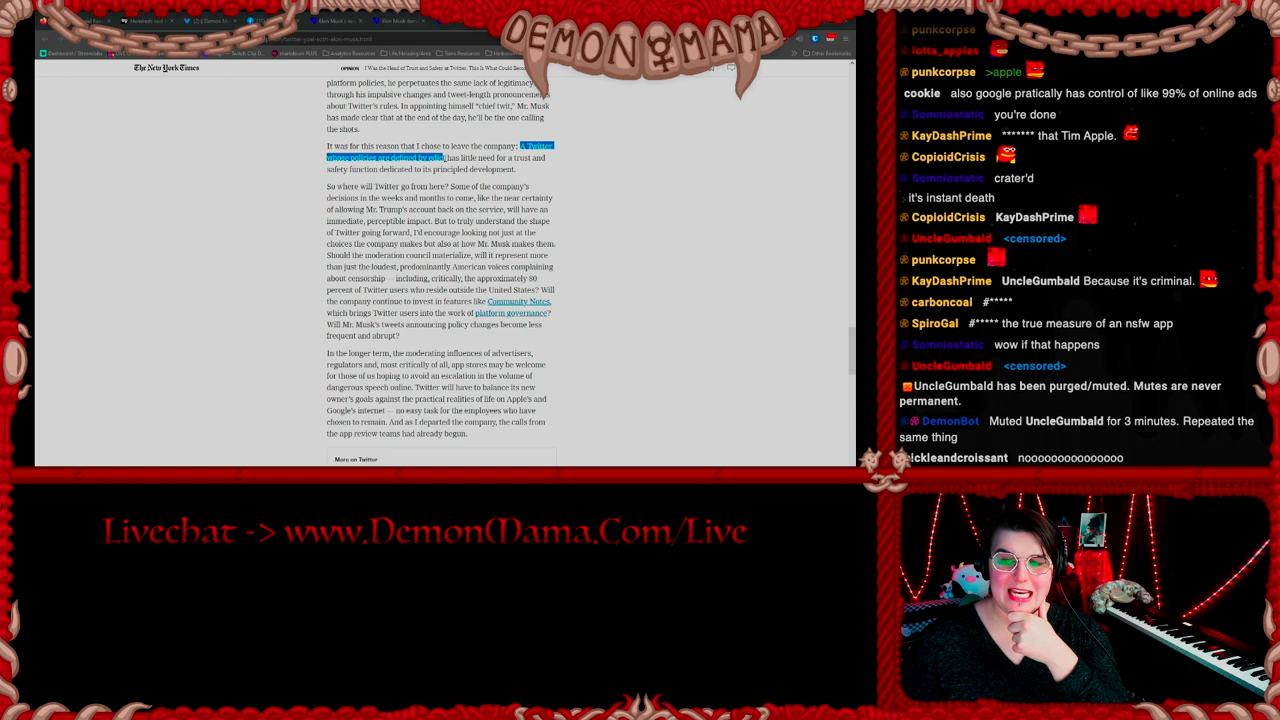 DEMON MAMA
The New York Times
OPINION I Was the Head of Trust and Safety at Twitter. This Is What Could
platform policies, he perpetuates the same lack of legitimacy
through his impulsive changes and tweet-length pronouncements
about Twitter's rules. In appointing himself "chief twit," Mr. Musk
has made clear that at the end of the day, he'll be the one calling
the shots.
It was for this reason that I chose to leave the company: A Twitter
whose policies are defined by edict has little need for a trust and
safety function dedicated to its principled development.
So where will Twitter go from here? Some of the company's
decisions in the weeks and months to come, like the near certainty
of allowing Mr. Trump's account back on the service, will have an
immediate, perceptible impact. But to truly understand the shape
of Twitter going forward, I'd encourage looking not just at the
choices the company makes but also at how Mr. Musk makes them.
Should the moderation council materialize, will it represent more
than just the loudest, predominantly American voices complaining
about censorship — including, critically, the approximately 80
percent of Twitter users who reside outside the United States? Will
the company continue to invest in features like Community Notes,
which brings Twitter users into the work of platform governance?
Will Mr. Musk's tweets announcing policy changes become less
frequent and abrupt?
In the longer term, the moderating influences of advertisers,
regulators and, most critically of all, app stores may be welcome
for those of us hoping to avoid an escalation in the volume of
dangerous speech online. Twitter will have to balance its new
owner's goals against the practical realities of life on Apple's and
Google's internet — no easy task for the employees who have
chosen to remain. And as I departed the company, the calls from
the app review teams had already begun.
More on Twitter
punkcorpse
lotta_apples
punkcorpse >apple
cookie also google pratically has control of like 99% of online ads
Somniostatic you're done
KayDashPrime ******* that Tim Apple.
CopioidCrisis
Somniostatic crater'd
it's instant death
CopioidCrisis KayDashPrime
UncleGumbald <censored>
punkcorpse
KayDashPrime UncleGumbald Because it's criminal.
carboncoal #*****
SpiroGal #***** the true measure of an nsfw app
Somniostatic wow if that happens
UncleGumbald <censored>
UncleGumbald has been purged/muted. Mutes are never
permanent.
DemonBot Muted UncleGumbald for 3 minutes. Repeated the
same thing
ickleandcroissant nooooooooooooooo
Livechat -> www.DemonMama.Com/Live